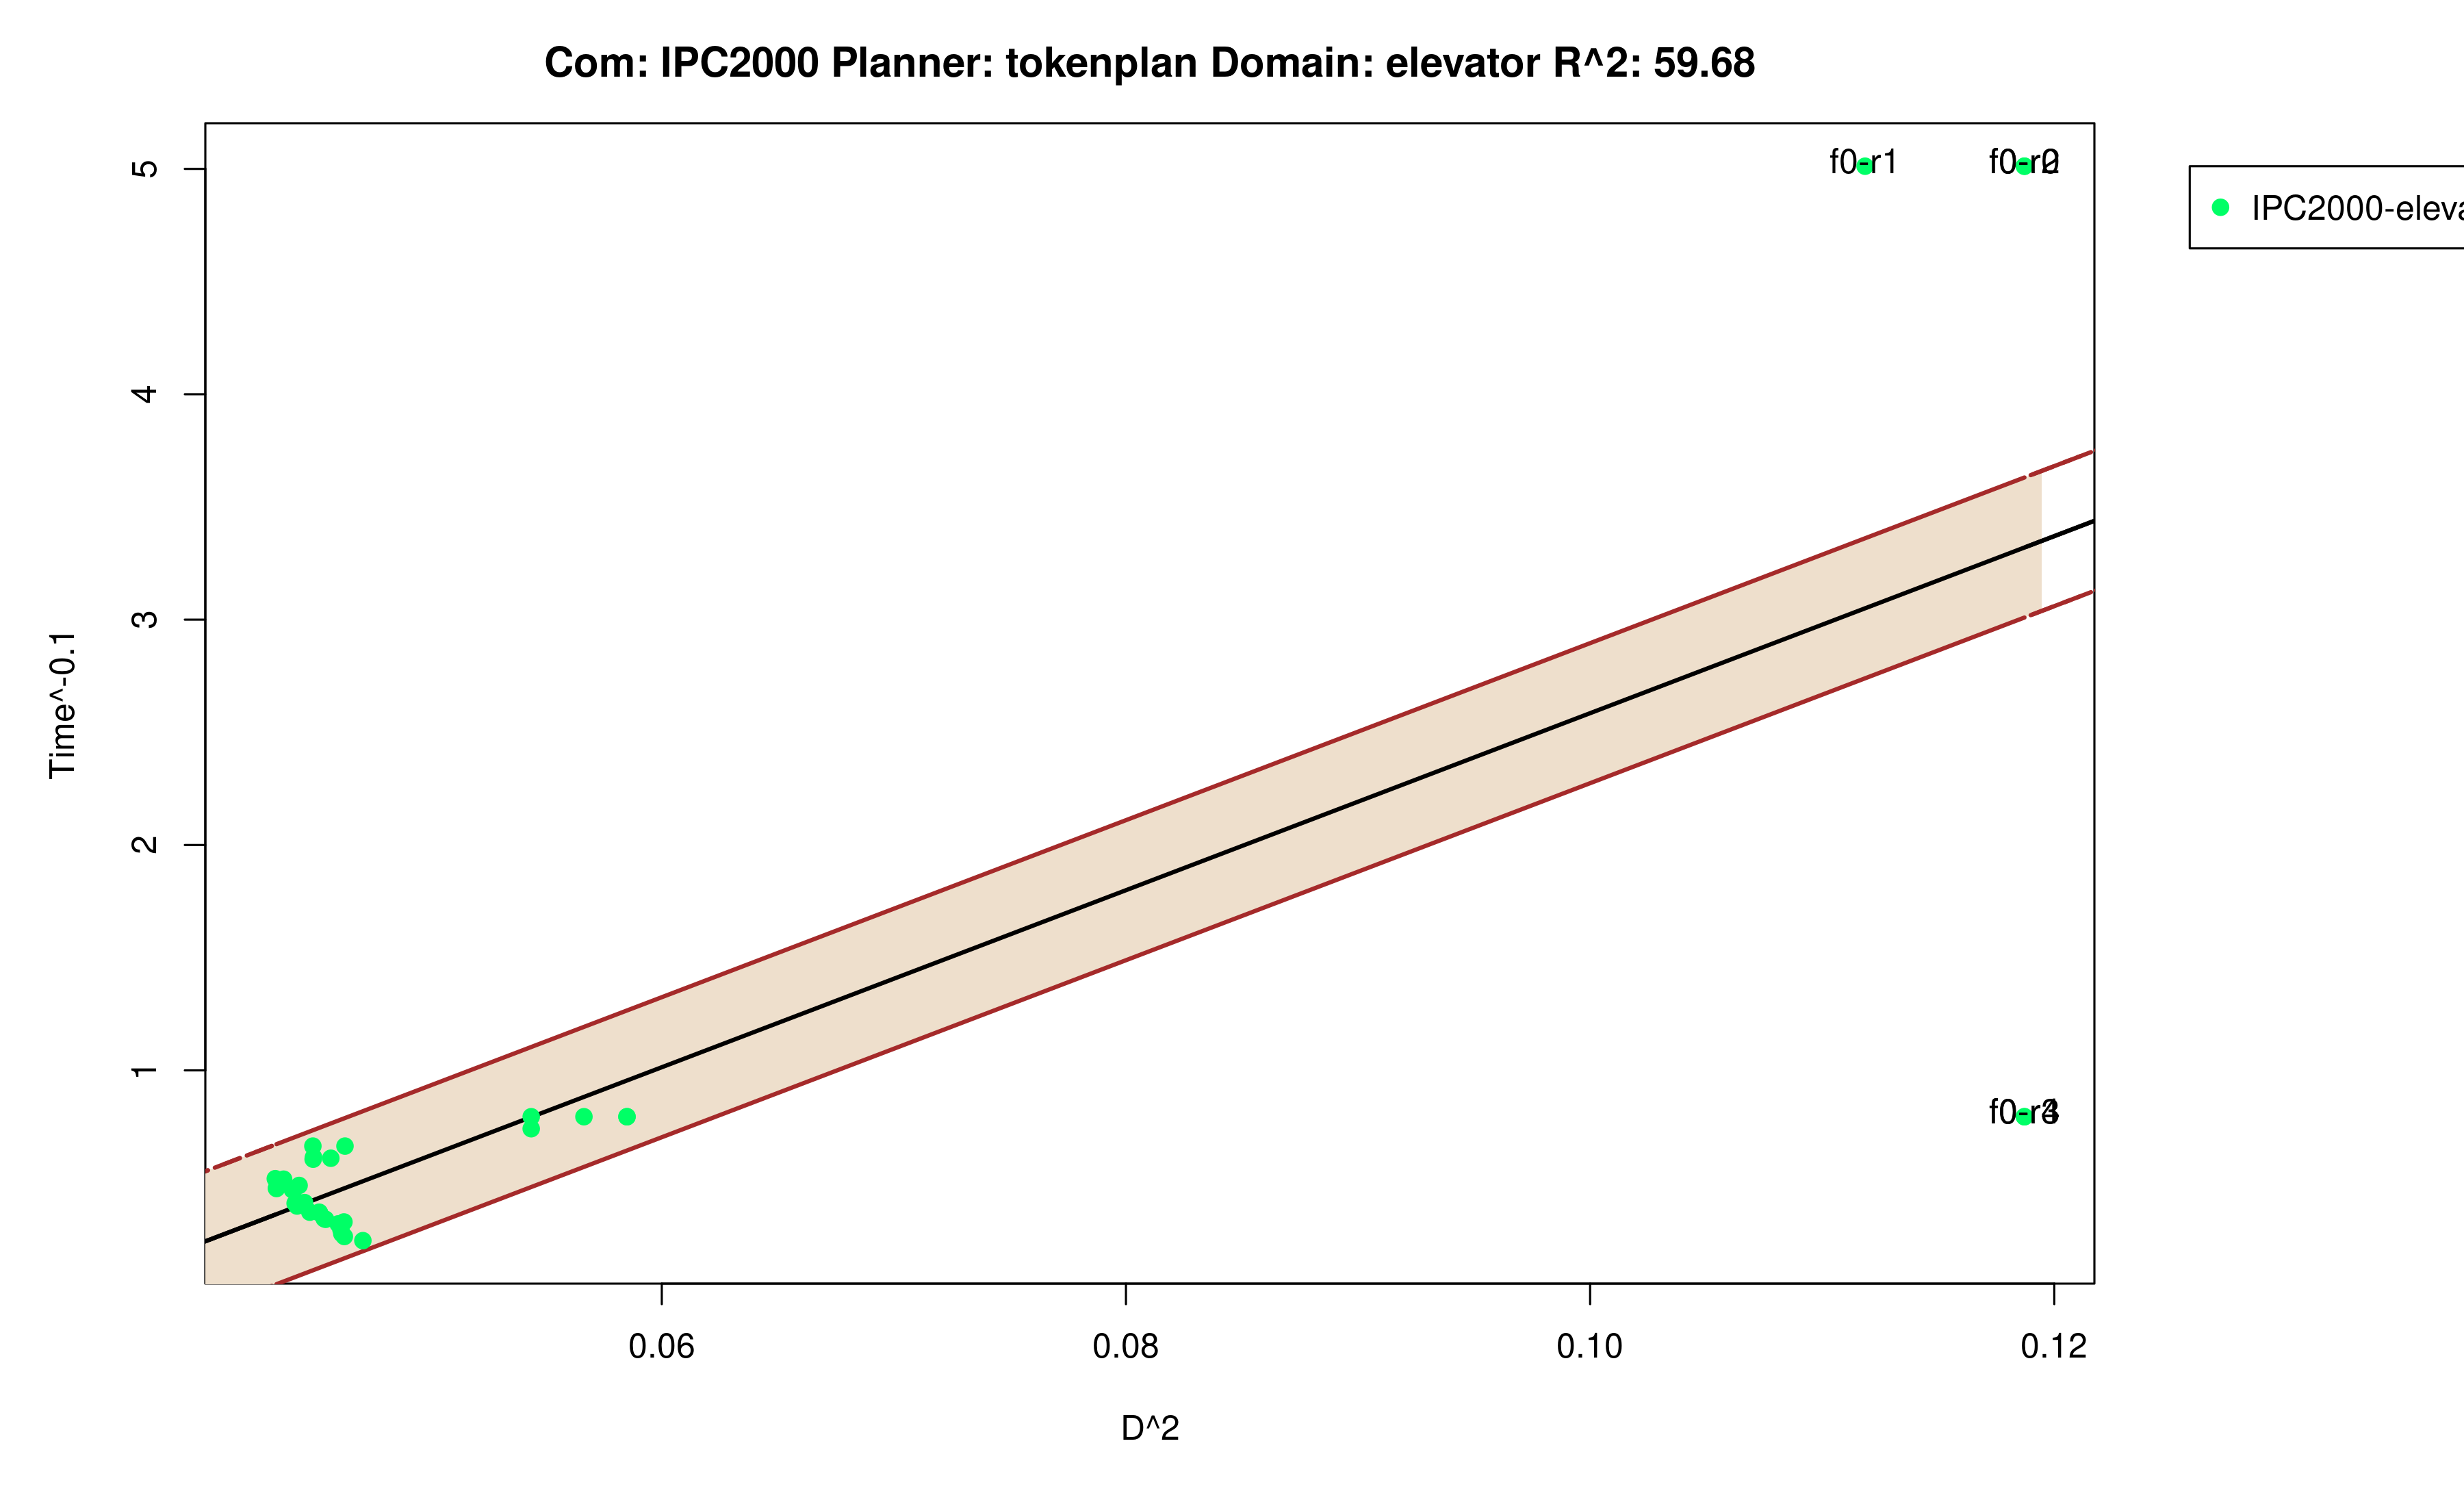 Com: IPC2000 Planner: tokenplan Domain: elevator R^2: 59.68
f0-r1
IPC2000-eleva
5
4
3
2
1
Time^-0.1
0.06
0.08
0.10
0.12
D^2